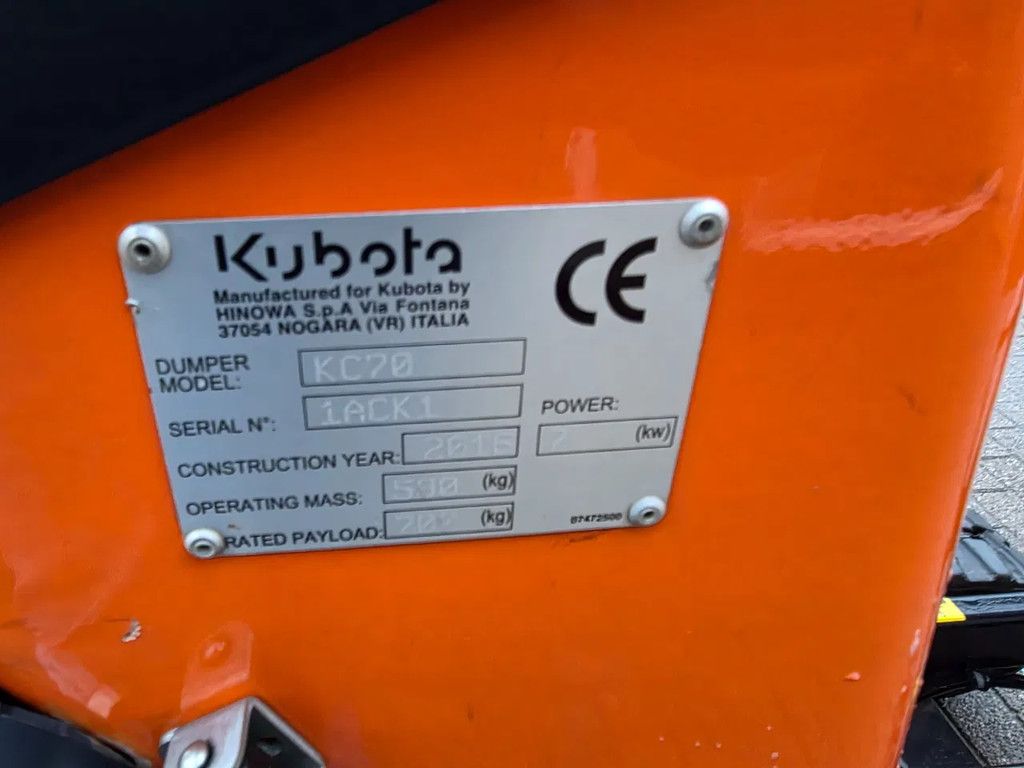 Kubota
Manufactured for Kubota by
HINOWA S.p.A Via Fontana
37054 NOGARA (VR) ITALIA
CE
DUMPER
MODEL: KC70
SERIAL N°: 1ACK1
POWER:
CONSTRUCTION YEAR: 2016
(kw)
OPERATING MASS: 590 (kg)
RATED PAYLOAD: (kg)
87472500